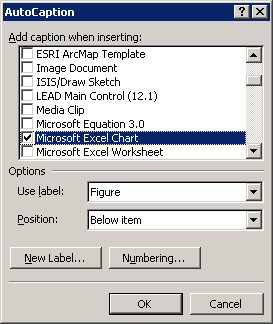 AutoCaption
Add caption when inserting:
ESRI ArcMap Template
Image Document
ISIS/Draw Sketch
LEAD Main Control (12.1)
Media Clip
Microsoft Equation 3.0
Microsoft Excel Chart
Microsoft Excel Worksheet
Options
Use label: Figure
Position: Below item
New Label... Numbering...
OK Cancel